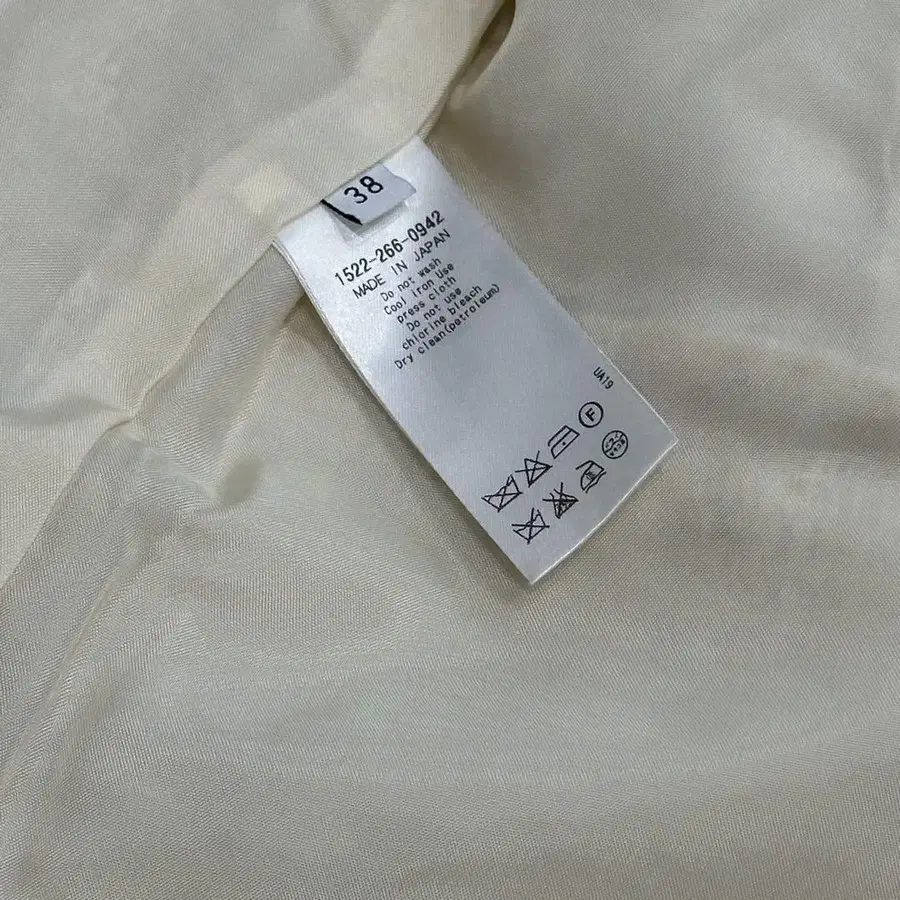 38
1522-266-0942
MADE IN JAPAN
Do not wash
Cool iron Use
press cloth
Do not use
chlorine bleach
Dry clean(petroleum)
UA19
F